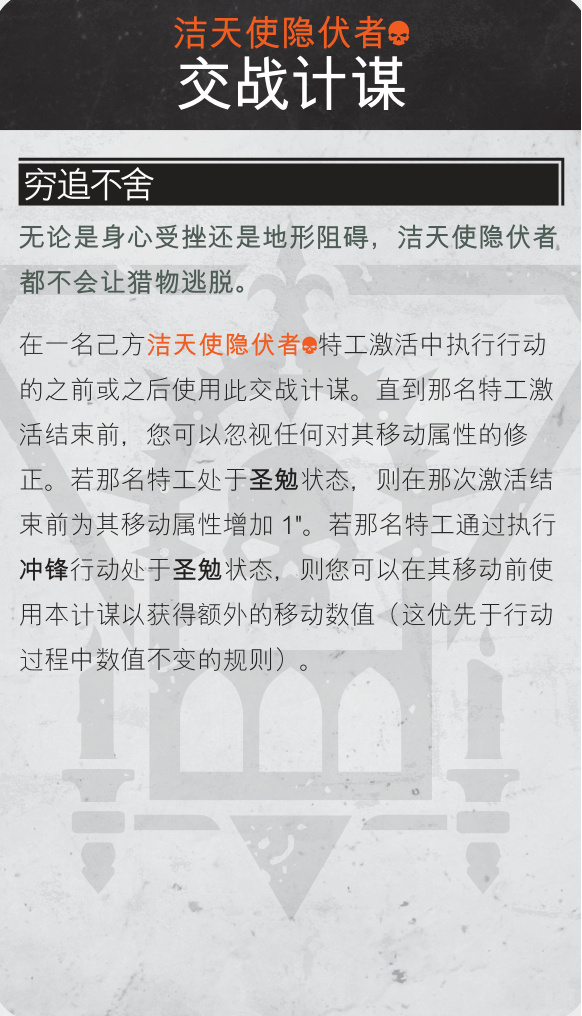 洁天使隐伏者
交战计谋
穷追不舍
无论是身心受挫还是地形阻碍，洁天使隐伏者
都不会让猎物逃脱。
在一名己方洁天使隐伏者特工激活中执行行动
的之前或之后使用此交战计谋。直到那名特工激
活结束前，您可以忽视任何对其移动属性的修
正。若那名特工处于圣勉状态，则在那次激活结
束前为其移动属性增加 1"。若那名特工通过执行
冲锋行动处于圣勉状态，则您可以在其移动前使
用本计谋以获得额外的移动数值（这优先于行动
过程中数值不变的规则）。